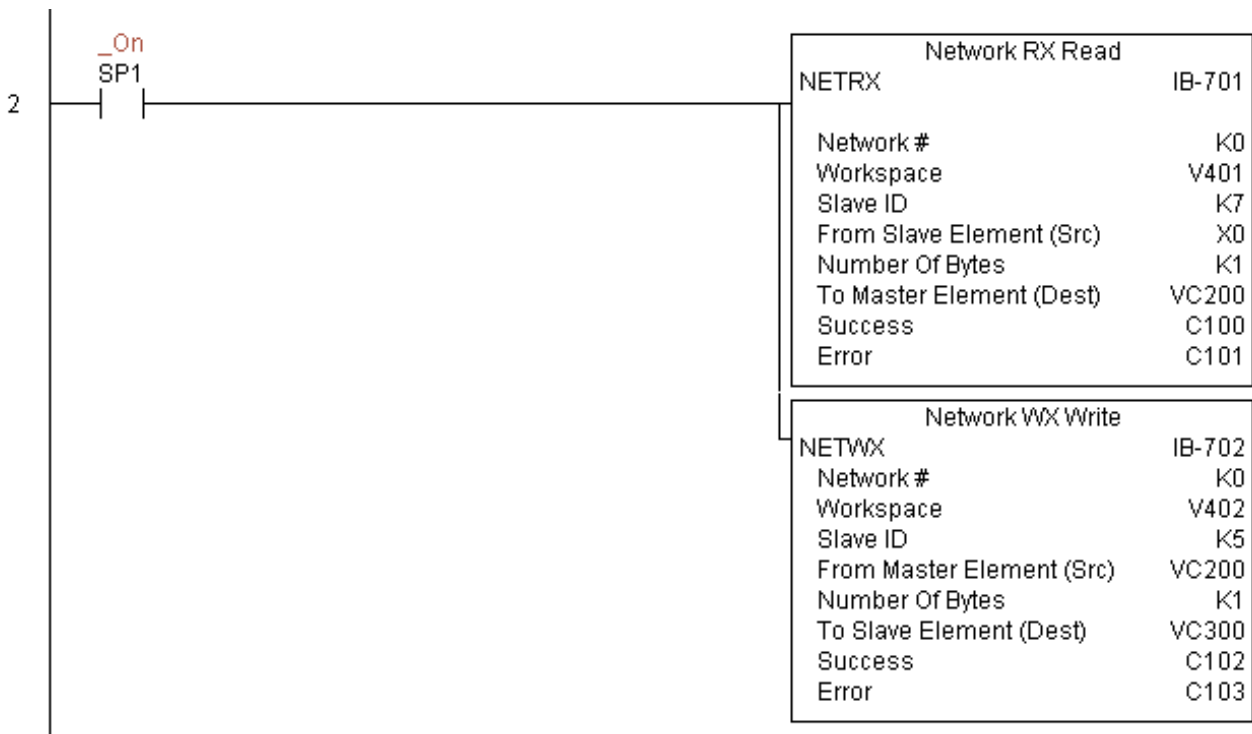 _On
SP1
2
Network RX Read
NETRX IB-701
Network # K0
Workspace V401
Slave ID K7
From Slave Element (Src) X0
Number Of Bytes K1
To Master Element (Dest) VC200
Success C100
Error C101
Network WX Write
NETWX IB-702
Network # K0
Workspace V402
Slave ID K5
From Master Element (Src) VC200
Number Of Bytes K1
To Slave Element (Dest) VC300
Success C102
Error C103